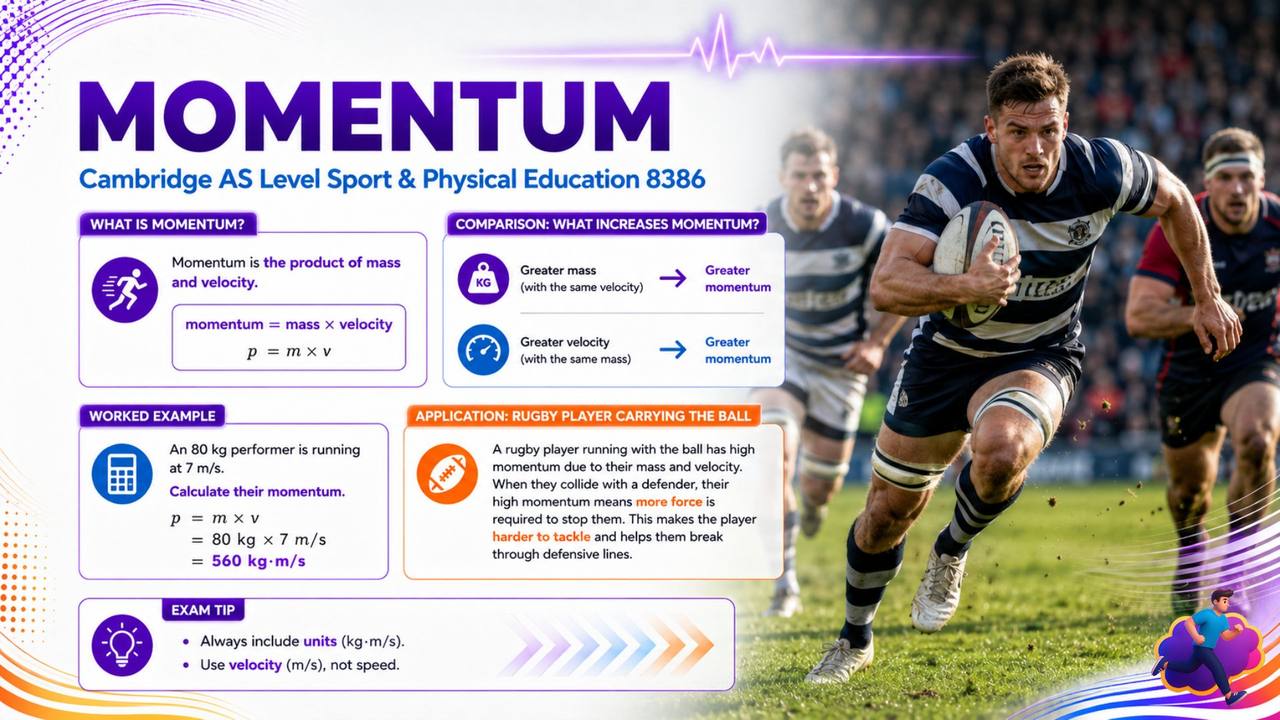 MOMENTUM
Cambridge AS Level Sport & Physical Education 8386
WHAT IS MOMENTUM?
Momentum is the product of mass
and velocity.
momentum = mass × velocity
p = m × v
COMPARISON: WHAT INCREASES MOMENTUM?
KG
Greater mass
(with the same velocity)
Greater
momentum
Greater velocity
(with the same mass)
Greater
momentum
WORKED EXAMPLE
An 80 kg performer is running
at 7 m/s.
Calculate their momentum.
p = m × v
= 80 kg × 7 m/s
= 560 kg·m/s
APPLICATION: RUGBY PLAYER CARRYING THE BALL
A rugby player running with the ball has high
momentum due to their mass and velocity.
When they collide with a defender, their
high momentum means more force is
required to stop them. This makes the player
harder to tackle and helps them break
through defensive lines.
EXAM TIP
• Always include units (kg·m/s).
• Use velocity (m/s), not speed.